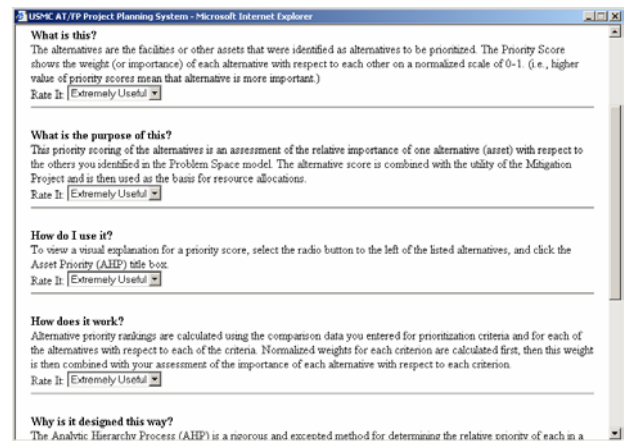 USMC AT/FP Project Planning System - Microsoft Internet Explorer
What is this?
The alternatives are the facilities or other assets that were identified as alternatives to be prioritized. The Priority Score
shows the weight (or importance) of each alternative with respect to each other on a normalized scale of 0-1. (i.e., higher
value of priority scores mean that alternative is more important.)
Rate It: Extremely Useful
What is the purpose of this?
This priority scoring of the alternatives is an assessment of the relative importance of one alternative (asset) with respect to
the others you identified in the Problem Space model. The alternative score is combined with the utility of the Mitigation
Project and is then used as the basis for resource allocations.
Rate It: Extremely Useful
How do I use it?
To view a visual explanation for a priority score, select the radio button to the left of the listed alternatives, and click the
Asset Priority (AHP) title box.
Rate It: Extremely Useful
How does it work?
Alternative priority rankings are calculated using the comparison data you entered for prioritization criteria and for each of
the alternatives with respect to each of the criteria. Normalized weights for each criterion are calculated first, then this weight
is then combined with your assessment of the importance of each alternative with respect to each criterion.
Rate It: Extremely Useful
Why is it designed this way?
The Analytic Hierarchy Process (AHP) is a rigorous and excepted method for determining the relative priority of each in a